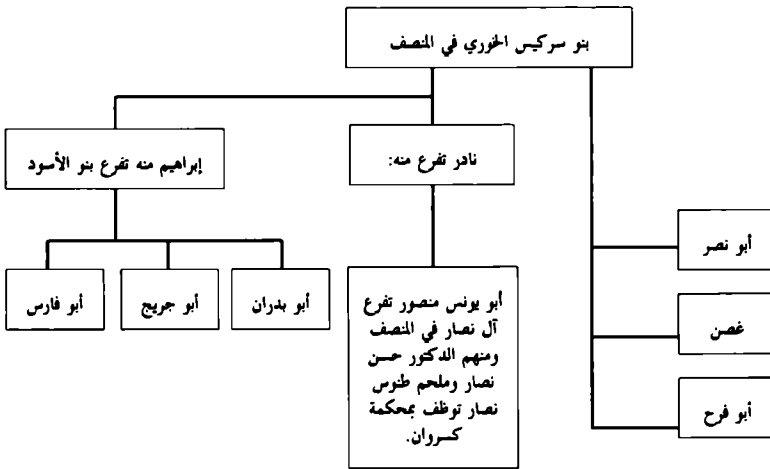 بنو سركيس الخوري في المنصف
نادر تفرع منه:
إبراهيم منه تفرع بنو الأسود
أبو نصر
غصن
أبو فرح
أبو يونس منصور تفرع
آل نصار في المنصف
ومنهم الدكتور حسن
نصار وملحم طنوس
نصار توظف بمحكمة
كسروان.
أبو بدران
أبو جريج
أبو فارس